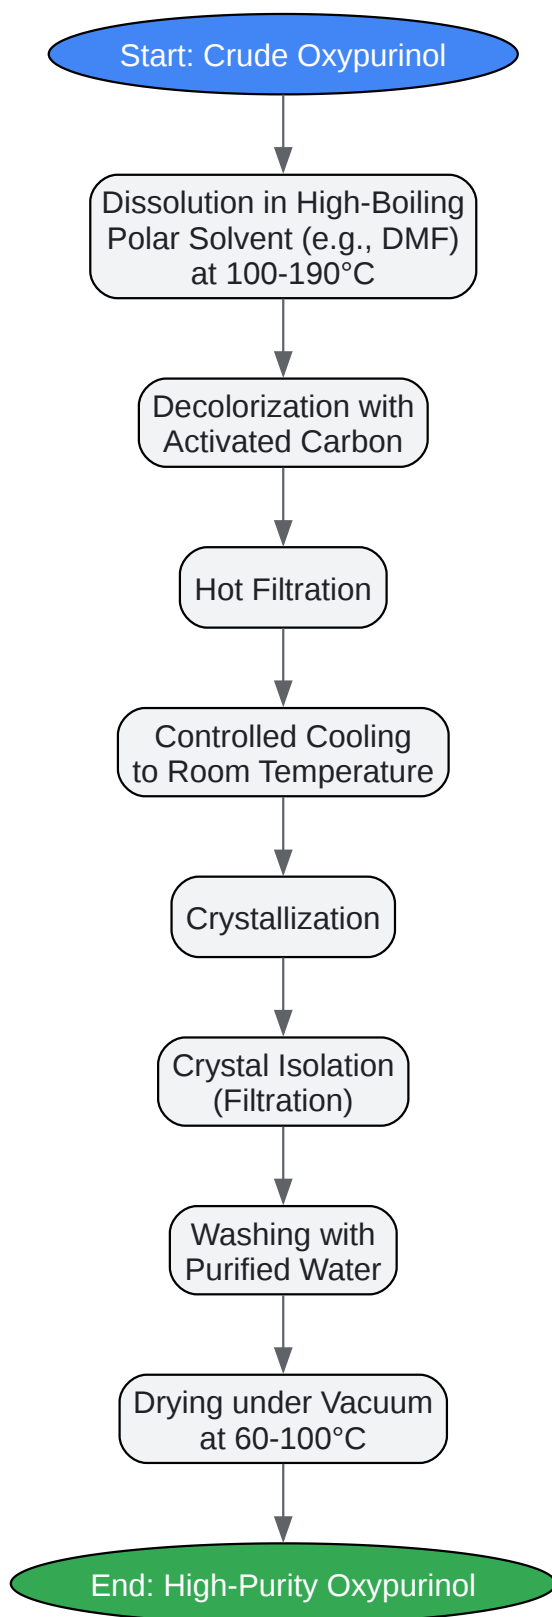 Start: Crude Oxypurinol
Dissolution in High-Boiling
Polar Solvent (e.g., DMF)
at 100-190°C
Decolorization with
Activated Carbon
Hot Filtration
Controlled Cooling
to Room Temperature
Crystallization
Crystal Isolation
(Filtration)
Washing with
Purified Water
Drying under Vacuum
at 60-100°C
End: High-Purity Oxypurinol